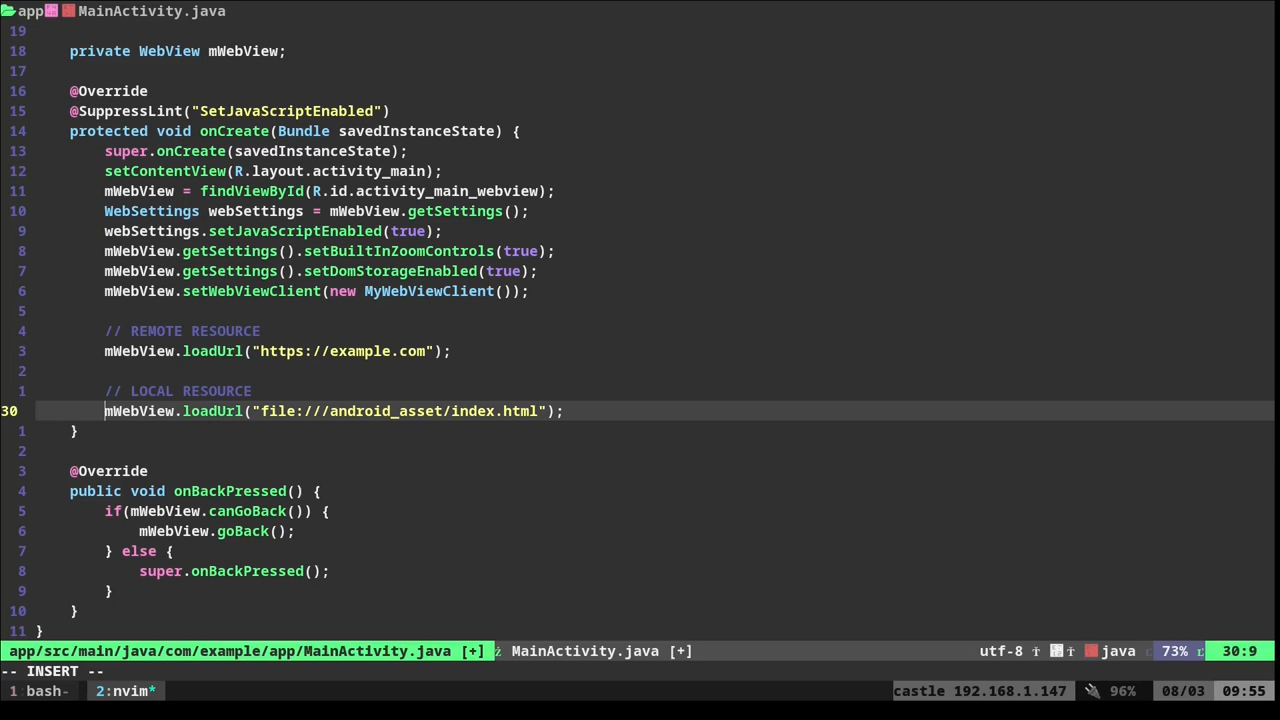 app MainActivity.java
19
18 private WebView mWebView;
17
16 @Override
15 @SuppressLint("SetJavaScriptEnabled")
14 protected void onCreate(Bundle savedInstanceState) {
13 super.onCreate(savedInstanceState);
12 setContentView(R.layout.activity_main);
11 mWebView = findViewById(R.id.activity_main_webview);
10 WebSettings webSettings = mWebView.getSettings();
9 webSettings.setJavaScriptEnabled(true);
8 mWebView.getSettings().setBuiltInZoomControls(true);
7 mWebView.getSettings().setDomStorageEnabled(true);
6 mWebView.setWebViewClient(new MyWebViewClient());
5
4 // REMOTE RESOURCE
3 mWebView.loadUrl("https://example.com");
2
1 // LOCAL RESOURCE
30 mWebView.loadUrl("file:///android_asset/index.html");
1 }
2
3 @Override
4 public void onBackPressed() {
5 if(mWebView.canGoBack()) {
6 mWebView.goBack();
7 } else {
8 super.onBackPressed();
9 }
10 }
11 }
app/src/main/java/com/example/app/MainActivity.java [+] MainActivity.java [+] utf-8 java 73% 30:9
-- INSERT --
1 bash- 2:nvim* castle 192.168.1.147 96% 08/03 09:55